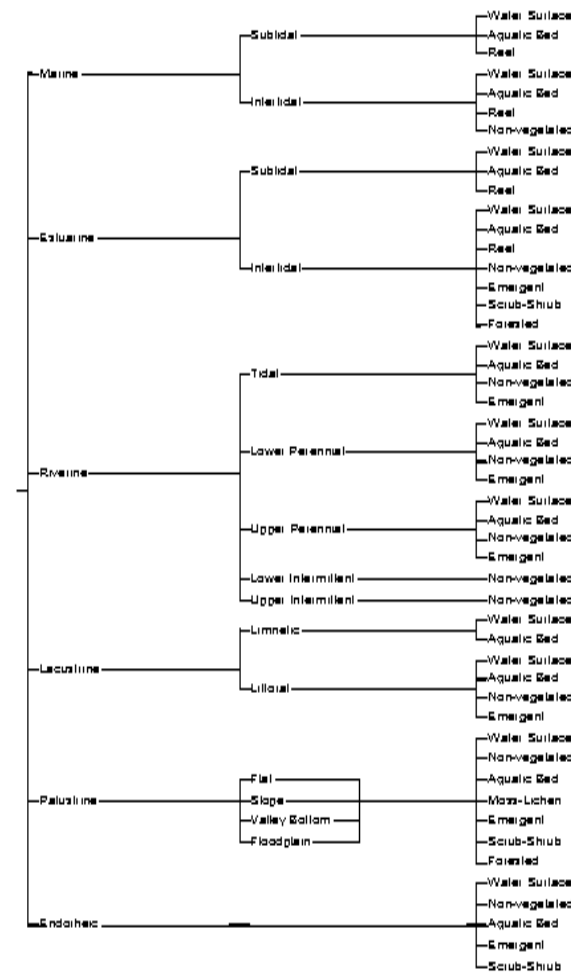 Water Surface
Subtidal Aquatic Bed
Reef
Marine Water Surface
Aquatic Bed
Intertidal Reef
Non-vegetated
Water Surface
Subtidal Aquatic Bed
Reef
Water Surface
Aquatic Bed
Estuarine Reef
Intertidal Non-vegetated
Emergent
Scrub-Shrub
Forested
Water Surface
Tidal Aquatic Bed
Non-vegetated
Emergent
Water Surface
Lower Perennial Aquatic Bed
Riverine Non-vegetated
Emergent
Water Surface
Upper Perennial Aquatic Bed
Non-vegetated
Emergent
Lower Intermittent Non-vegetated
Upper Intermittent Non-vegetated
Limnetic Water Surface
Aquatic Bed
Lacustrine Water Surface
Littoral Aquatic Bed
Non-vegetated
Emergent
Water Surface
Non-vegetated
Flat Aquatic Bed
Palustrine Slope Moss-Lichen
Valley Bottom Emergent
Floodplain Scrub-Shrub
Forested
Water Surface
Non-vegetated
Endorheic Aquatic Bed
Emergent
Scrub-Shrub